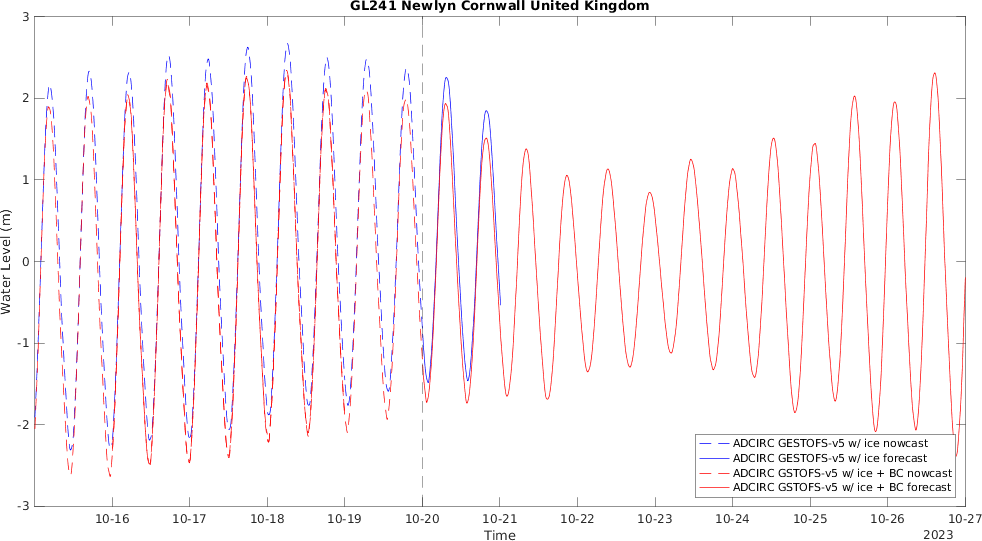 GL241 Newlyn Cornwall United Kingdom
3
2
1
0
-1
-2
-3
Water Level (m)
ADCIRC GESTOFS-v5 w/ ice nowcast
ADCIRC GESTOFS-v5 w/ ice forecast
ADCIRC GSTOFS-v5 w/ ice + BC nowcast
ADCIRC GSTOFS-v5 w/ ice + BC forecast
10-16 10-17 10-18 10-19 10-20 10-21 10-22 10-23 10-24 10-25 10-26 10-27
2023
Time